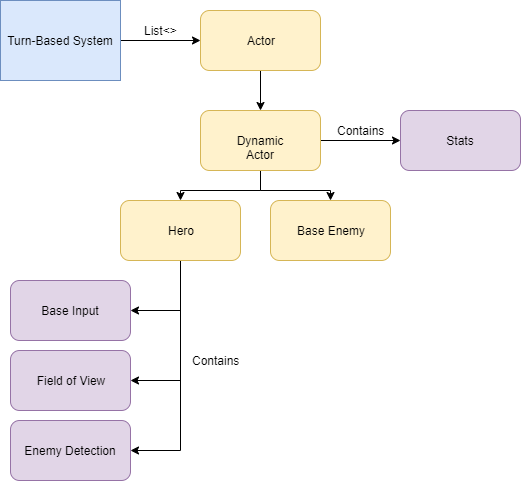 Turn-Based System
List<>
Actor
Dynamic
Actor
Contains
Stats
Hero
Base Enemy
Base Input
Contains
Field of View
Enemy Detection